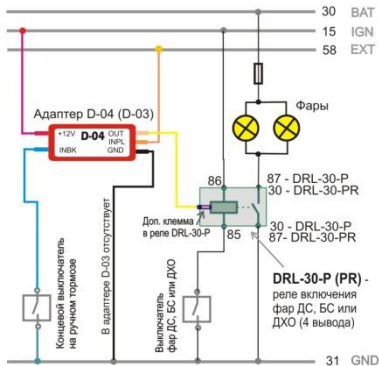 30 BAT
15 IGN
58 EXT
Адаптер D-04 (D-03)
Фары
+12V D-04 OUT
INPL
INBK GND
86
87 - DRL-30-P
30 - DRL-30-PR
Доп. клемма
в реле DRL-30-P
85
30 - DRL-30-P
87- DRL-30-PR
DRL-30-P (PR) -
реле включения
фар ДС, БС или
ДХО (4 вывода)
Концевой выключатель
на ручном тормозе
В адаптере D-03 отсутствует
Выключатель
фар ДС, БС или ДХО
31 GND